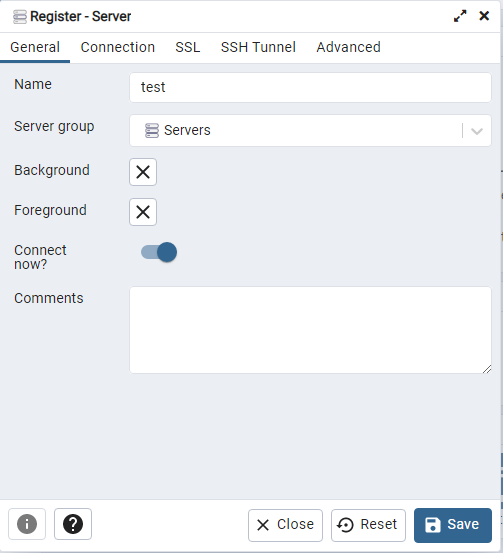 Register - Server
General Connection SSL SSH Tunnel Advanced
Name test
Server group Servers
Background
Foreground
Connect
now?
Comments
Close Reset Save